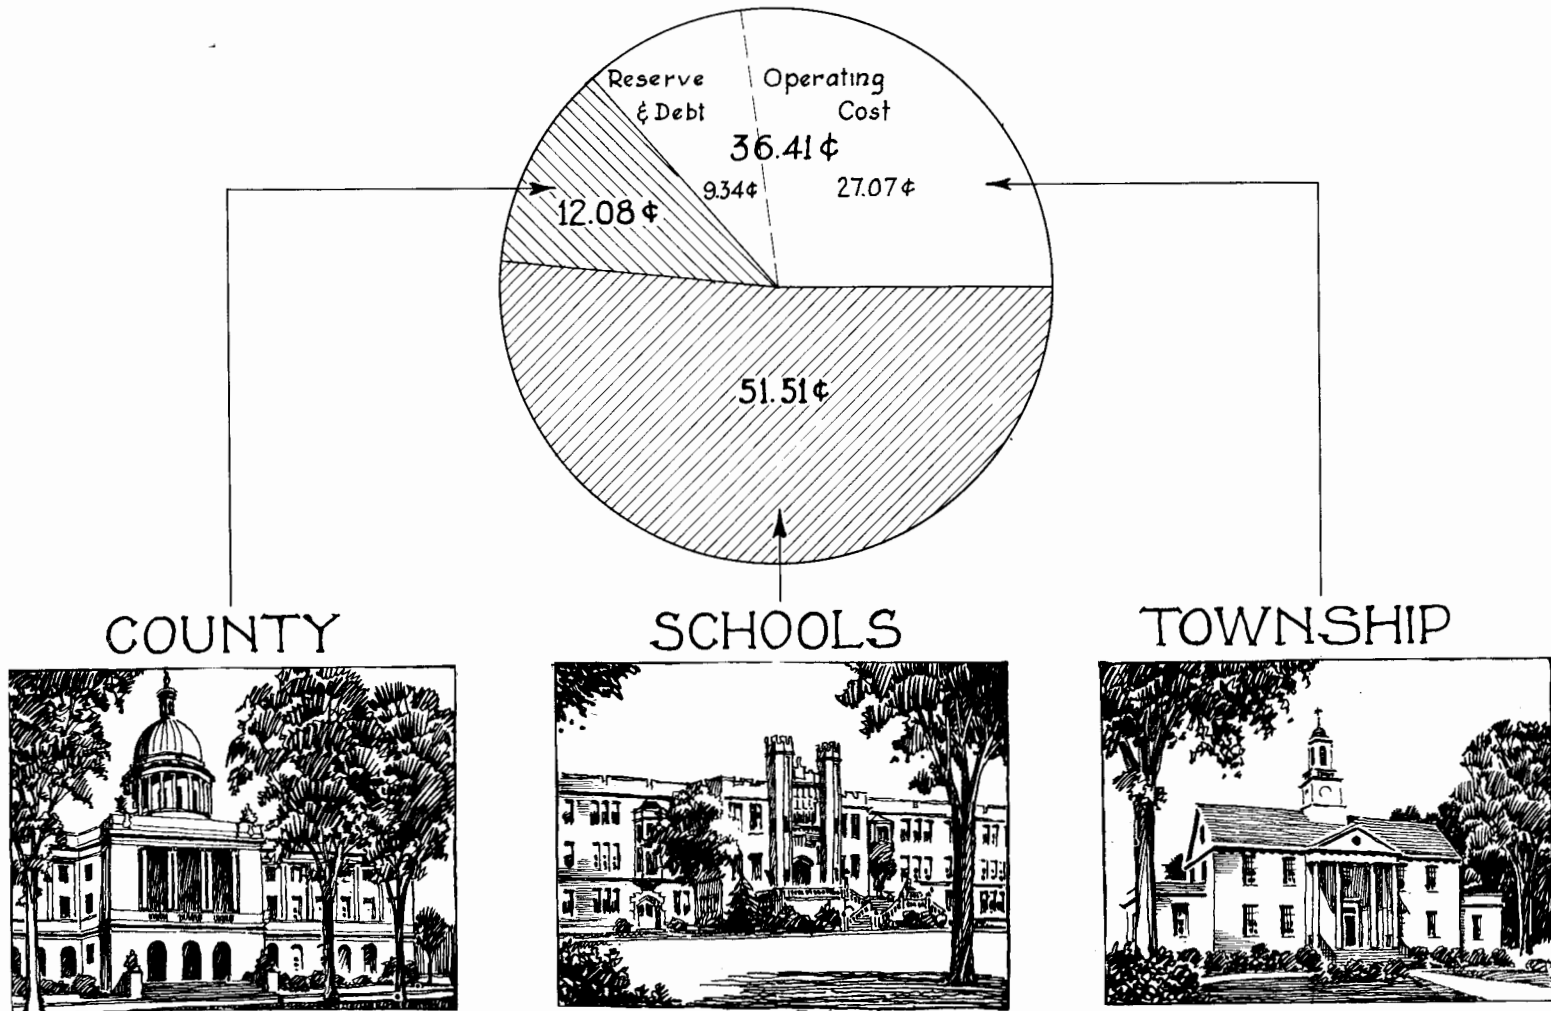 Reserve
& Debt
Operating
Cost
36.41¢
9.34¢
27.07¢
12.08¢
51.51¢
COUNTY
SCHOOLS
TOWNSHIP